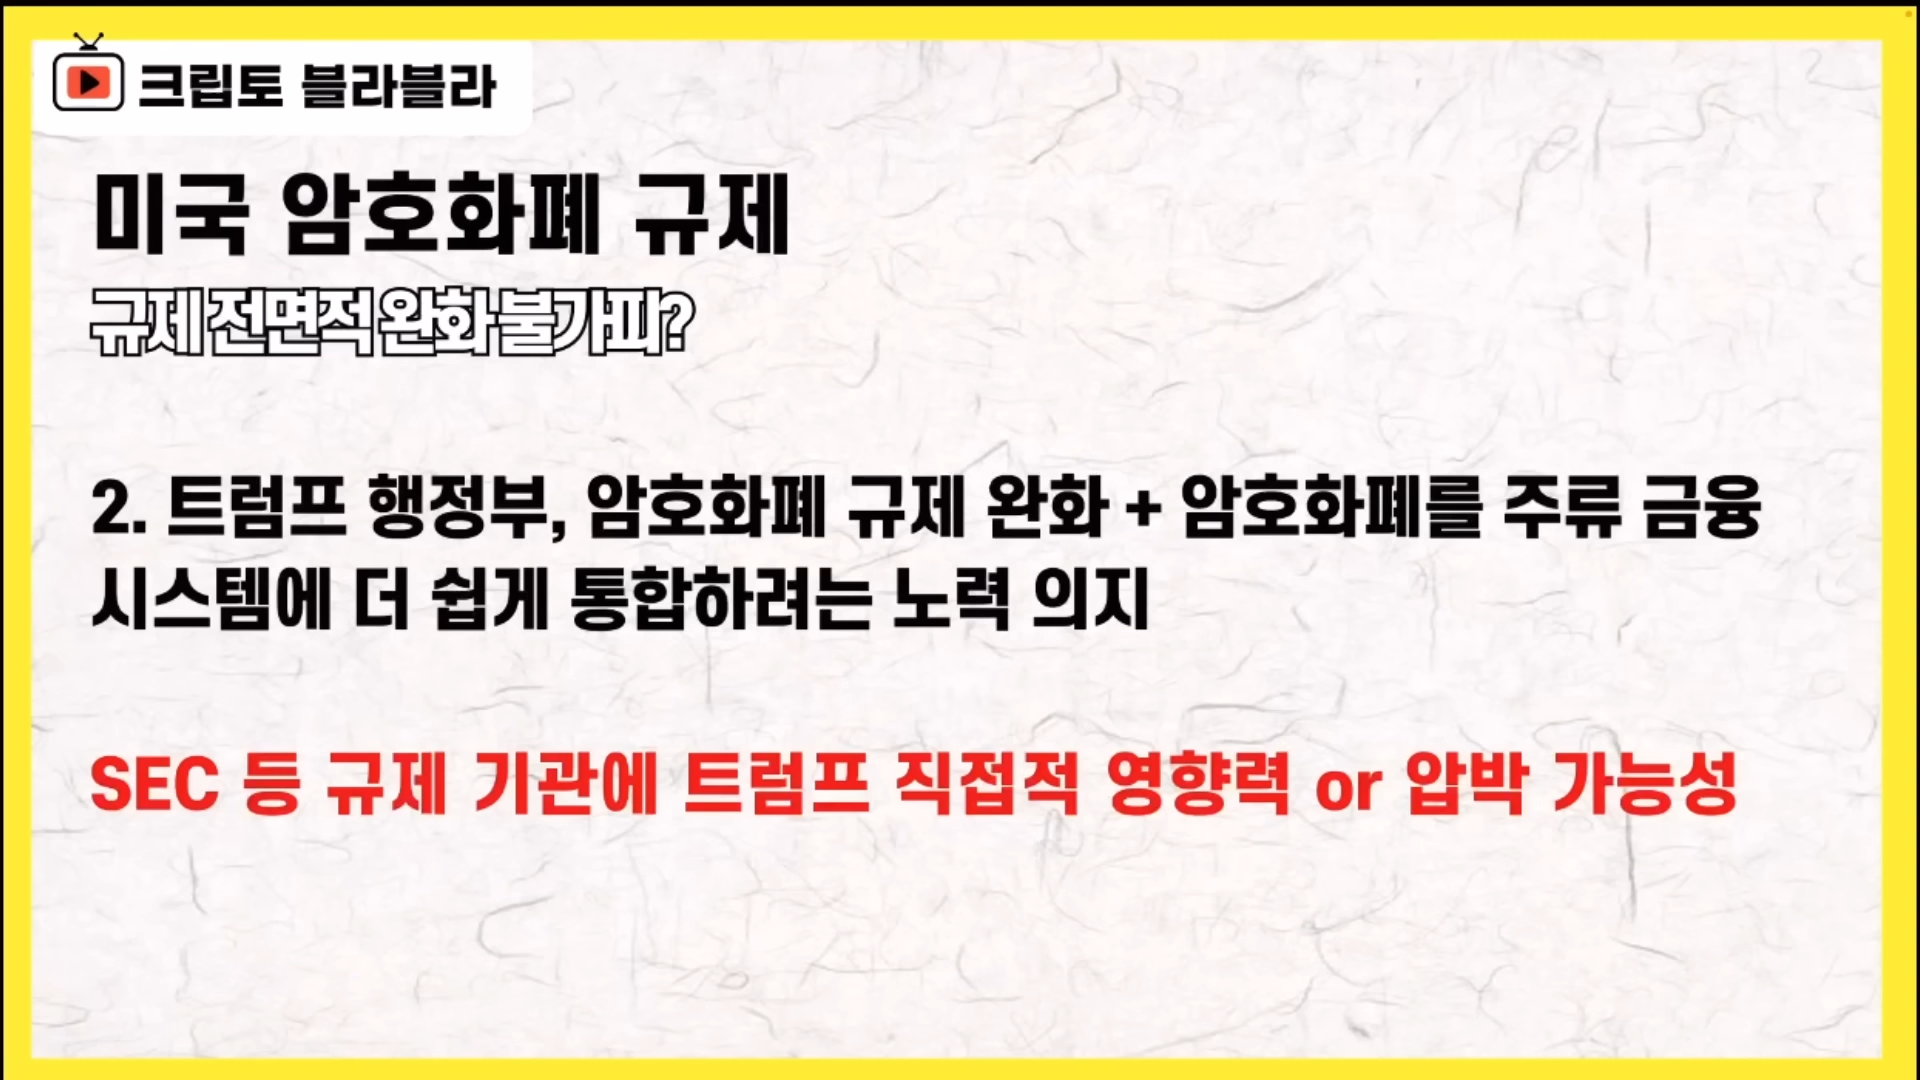 크립토 블라블라
미국 암호화폐 규제
규제 전면적 완화 불가피?
2. 트럼프 행정부, 암호화폐 규제 완화 + 암호화폐를 주류 금융
시스템에 더 쉽게 통합하려는 노력 의지
SEC 등 규제 기관에 트럼프 직접적 영향력 or 압박 가능성